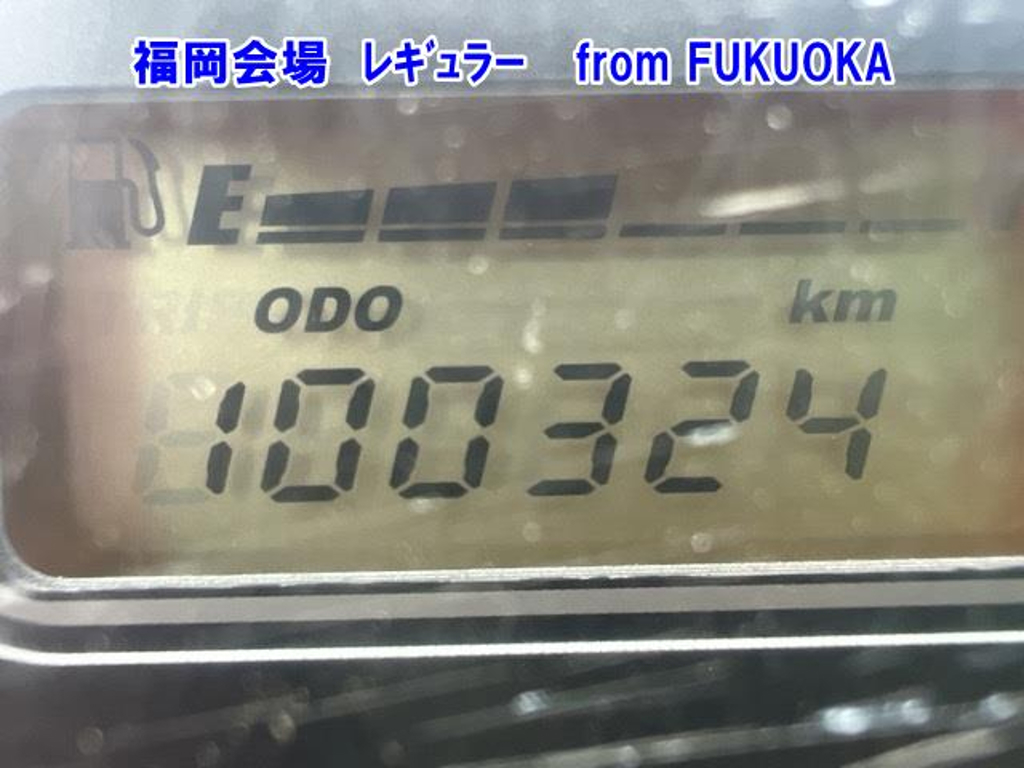 福岡会場 ﾚｷﾞｭﾗｰ from FUKUOKA
E
ODO km
100324